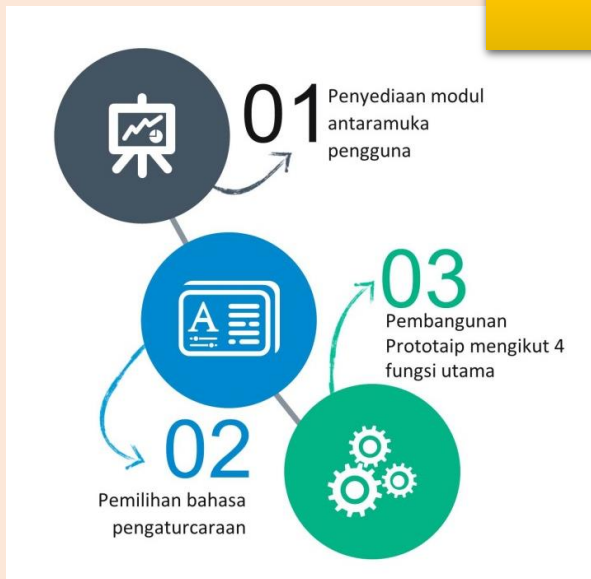 01
Penyediaan modul
antaramuka
pengguna
A
02
Pemilihan bahasa
pengaturcaraan
03
Pembangunan
Prototaip mengikut 4
fungsi utama